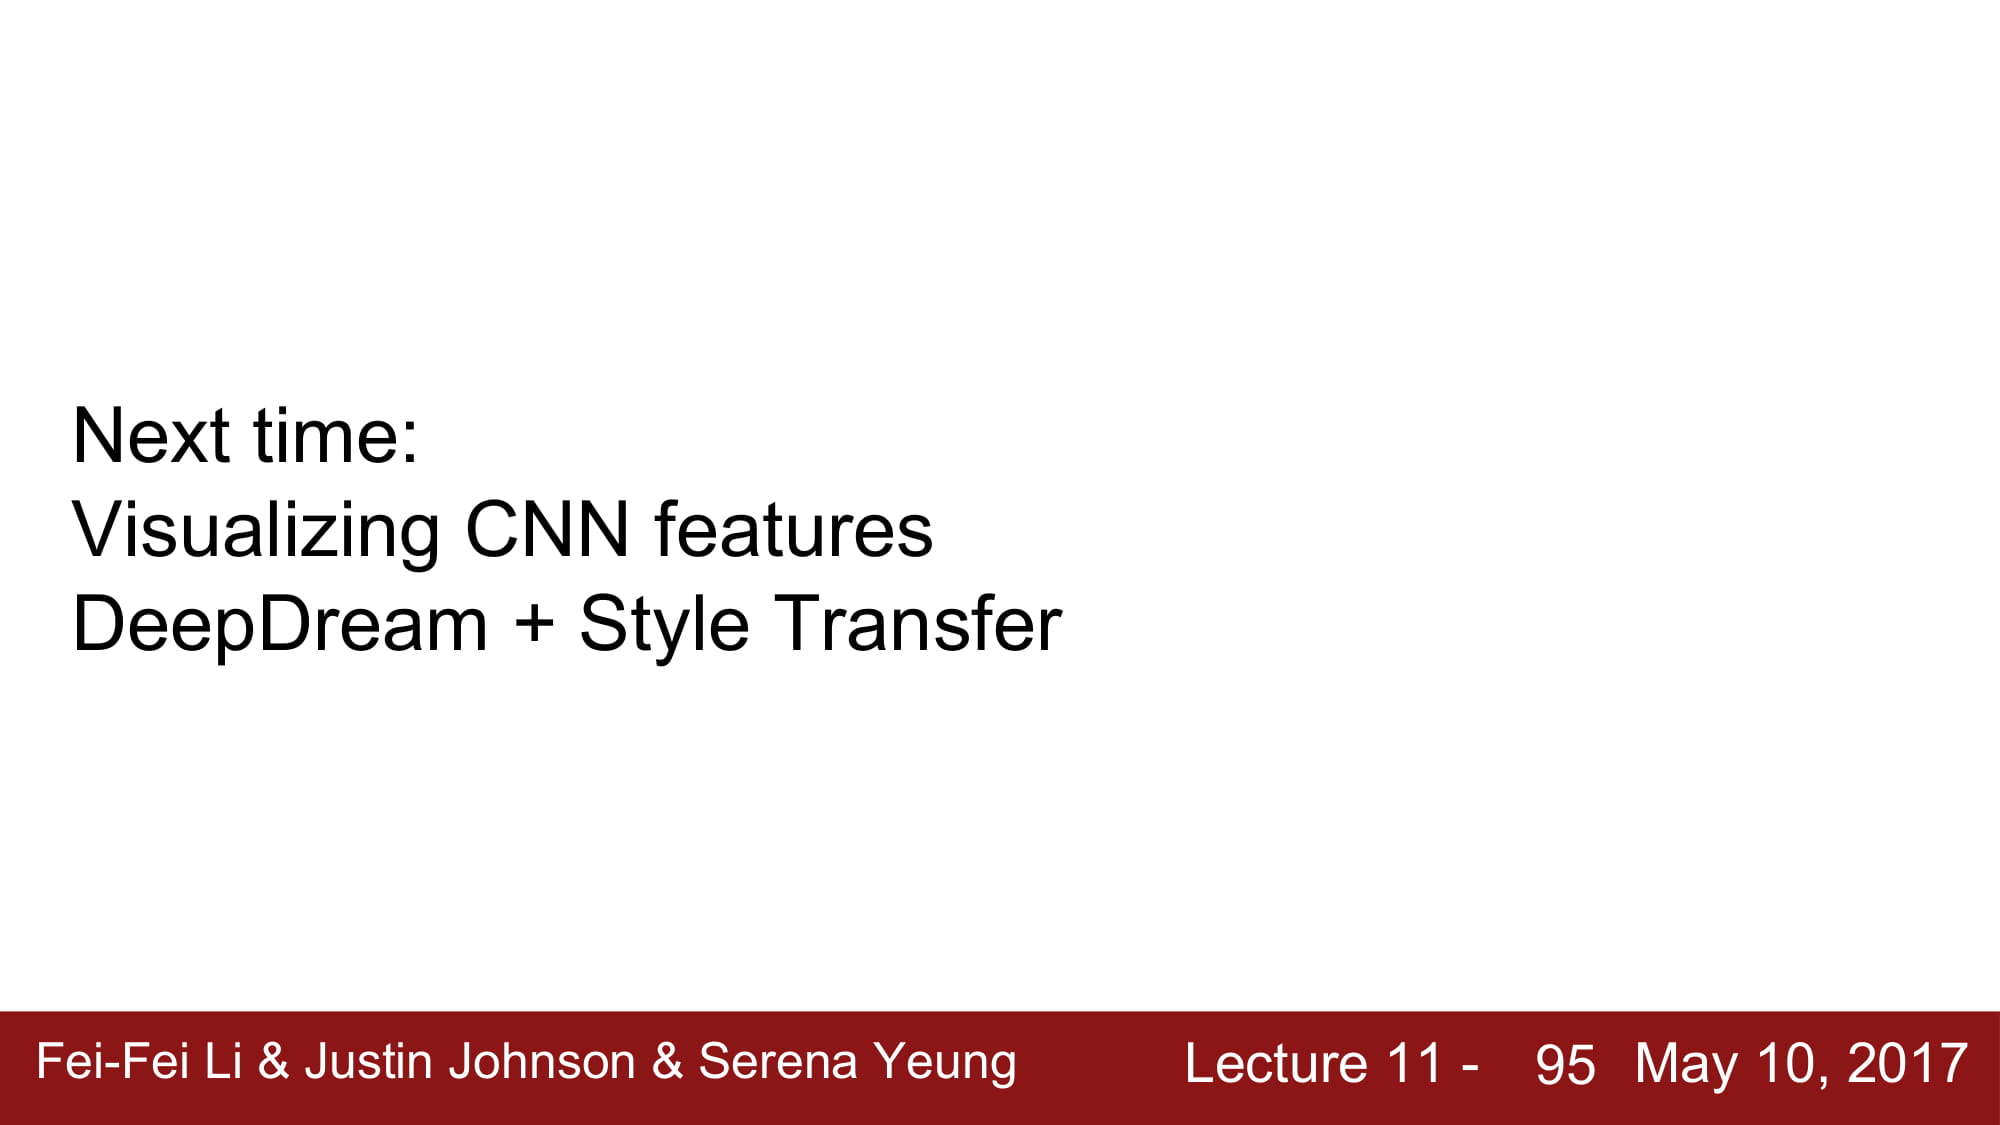 Next time:
Visualizing CNN features
DeepDream + Style Transfer
Fei-Fei Li & Justin Johnson & Serena Yeung Lecture 11 - 95 May 10, 2017